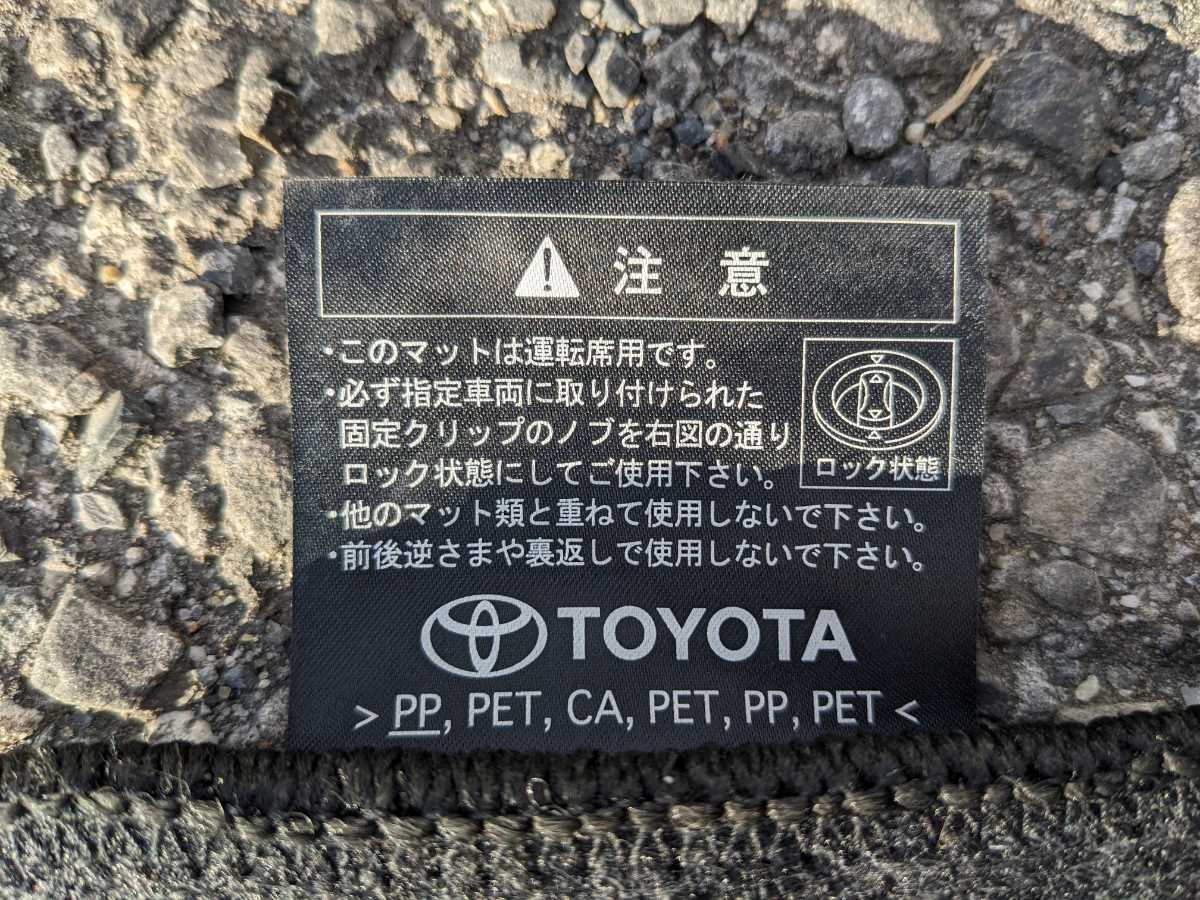 注 意
・このマットは運転席用です。
・必ず指定車両に取り付けられた
固定クリップのノブを右図の通り
ロック状態にしてご使用下さい。
ロック状態
・他のマット類と重ねて使用しないで下さい。
・前後逆さまや裏返しで使用しないで下さい。
TOYOTA
> PP, PET, CA, PET, PP, PET <